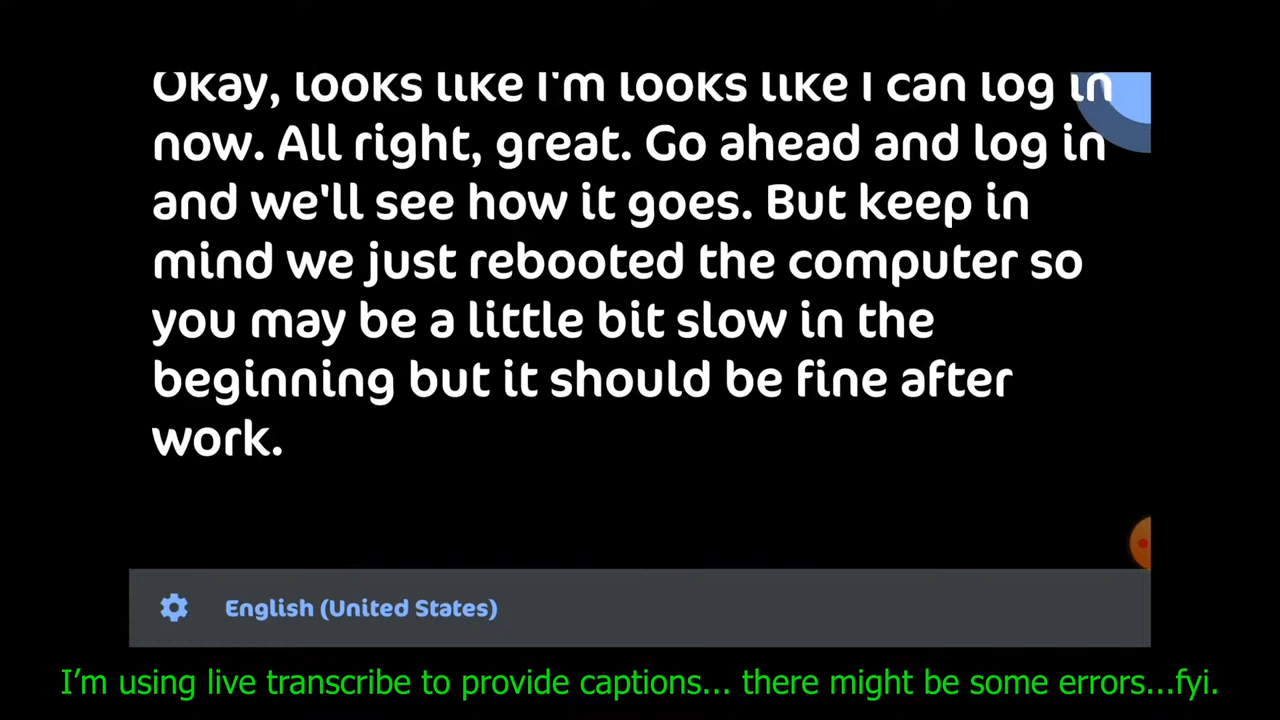 Okay, looks like I'm looks like I can log in
now. All right, great. Go ahead and log in
and we'll see how it goes. But keep in
mind we just rebooted the computer so
you may be a little bit slow in the
beginning but it should be fine after
work.
English (United States)
I'm using live transcribe to provide captions... there might be some errors...fyi.